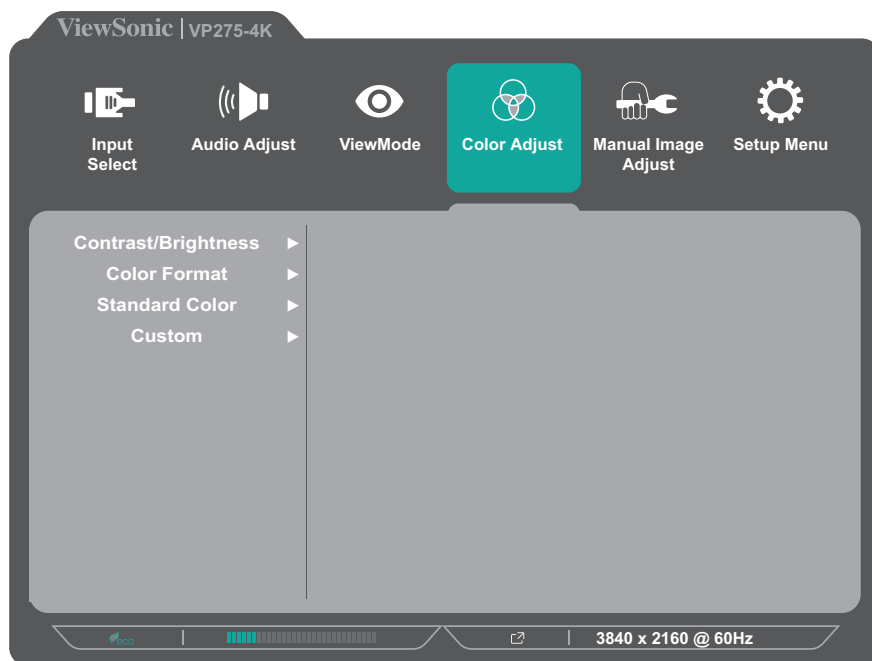 ViewSonic | VP275-4K
Input Select
Audio Adjust
ViewMode
Color Adjust
Manual Image Adjust
Setup Menu
Contrast/Brightness
Color Format
Standard Color
Custom
eco
3840 x 2160 @ 60Hz